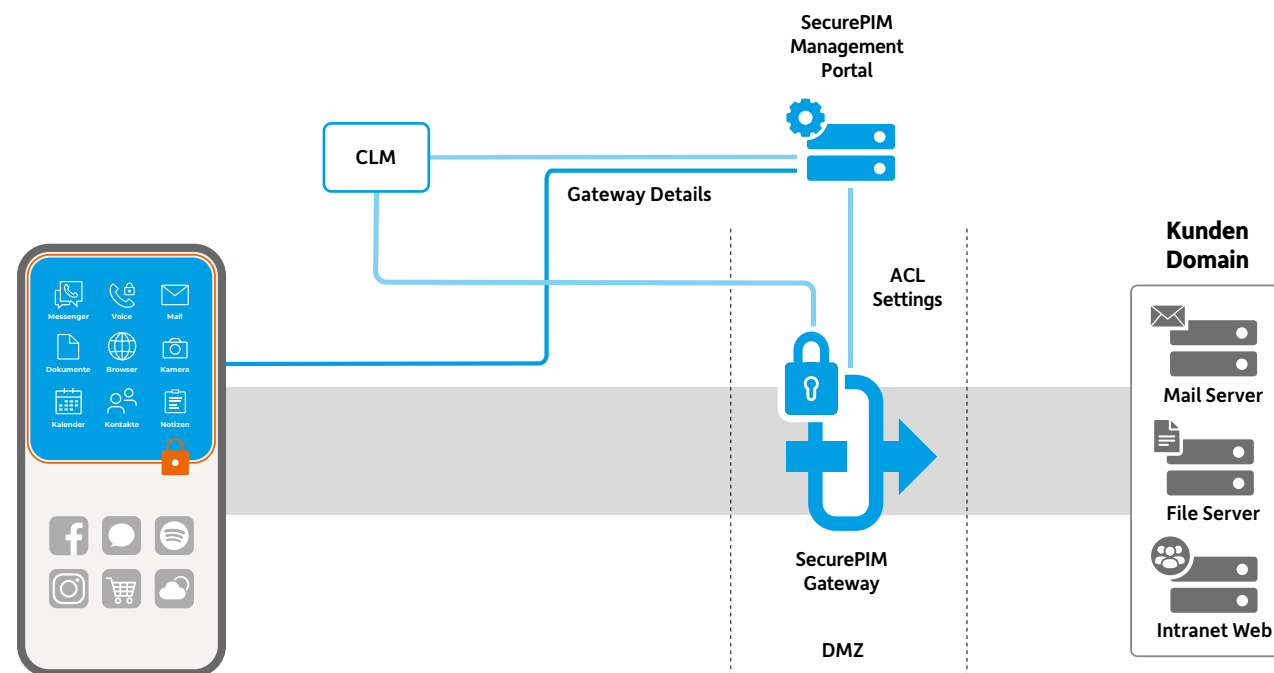 SecurePIM
Management
Portal
CLM
Gateway Details
ACL
Settings
Kunden
Domain
Messenger
Voice
Mail
Dokumente
Browser
Kamera
Kalender
Kontakte
Notizen
Mail Server
File Server
Intranet Web
SecurePIM
Gateway
DMZ